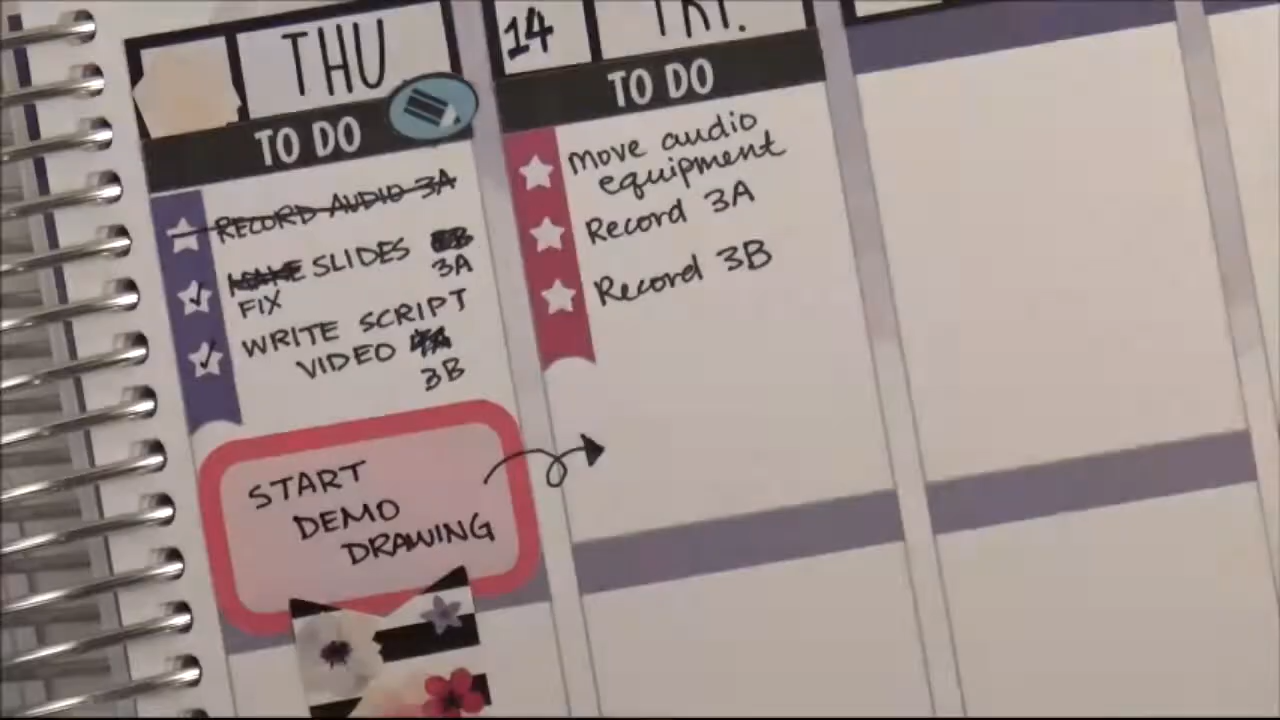 THU
TO DO
RECORD AUDIO 3A
MAKE SLIDES
3A
FIX
WRITE SCRIPT
VIDEO
3B
START
DEMO
DRAWING
14
FRI.
TO DO
Move audio
equipment
Record 3A
Record 3B